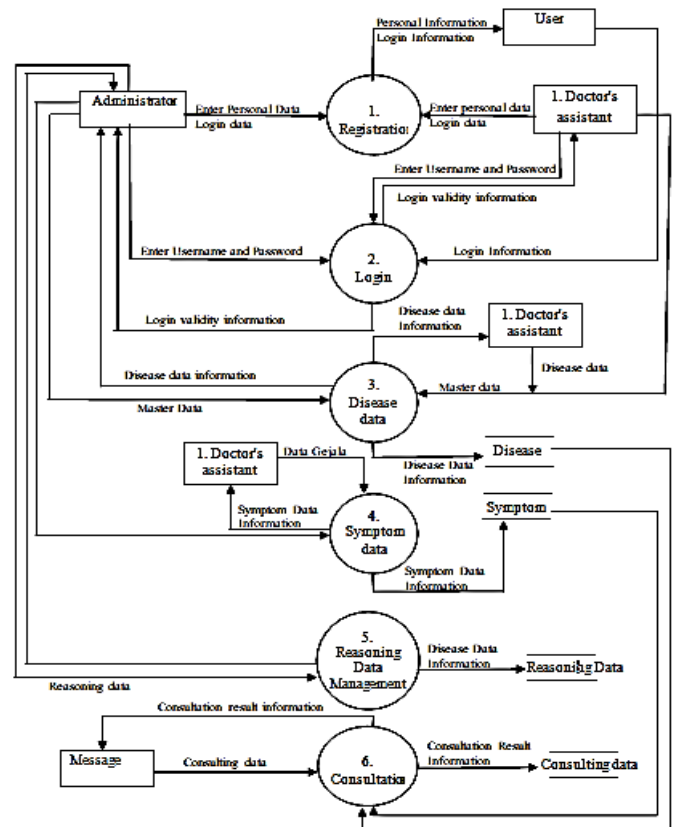 Personal Information
Login Information
User
Administrator
Enter Personal Data
Login data
1.
Registration
Enter personal data
Login data
1. Doctor's
assistant
Enter Username and Password
Login validity information
Enter Username and Password
2.
Login
Login Information
Login validity information
Disease data
Information
1. Doctor's
assistant
Disease data
Disease data information
3.
Disease
data
Master data
Master Data
1. Doctor's
assistant
Data Gejala
Disease Data
Information
Disease
Symptom Data
Information
4.
Symptom
data
Symptom
Symptom Data
Information
5.
Reasoning
Data
Management
Disease Data
Information
Reasoning Data
Reasoning data
Consultation result information
Message
Consulting data
6.
Consultation
Consultation Result
Information
Consulting data